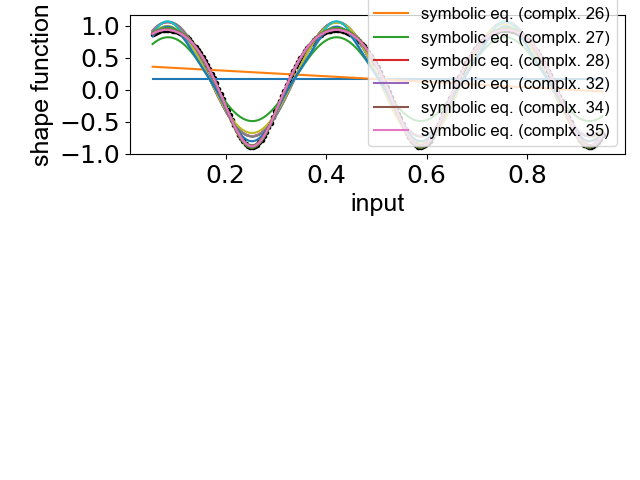 symbolic eq. (complx. 26)
symbolic eq. (complx. 27)
symbolic eq. (complx. 28)
symbolic eq. (complx. 32)
symbolic eq. (complx. 34)
symbolic eq. (complx. 35)
shape function
1.0
0.5
0.0
−0.5
−1.0
0.2 0.4 0.6 0.8
input